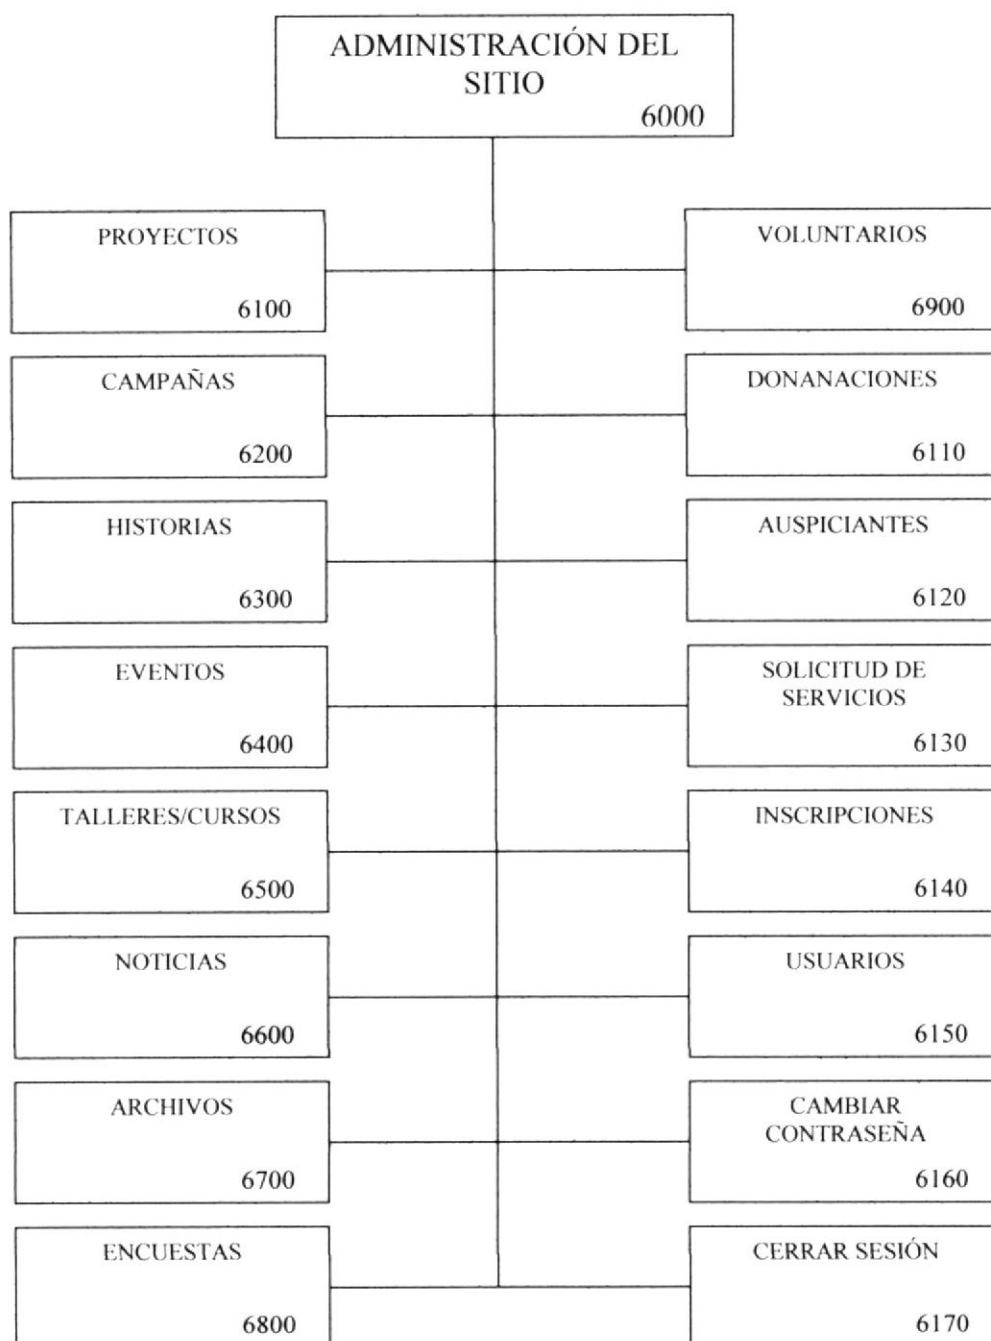 ADMINISTRACIÓN DEL
SITIO
6000
PROYECTOS
6100
VOLUNTARIOS
6900
CAMPAÑAS
6200
DONANACIONES
6110
HISTORIAS
6300
AUSPICIANTES
6120
EVENTOS
6400
SOLICITUD DE
SERVICIOS
6130
TALLERES/CURSOS
6500
INSCRIPCIONES
6140
NOTICIAS
6600
USUARIOS
6150
ARCHIVOS
6700
CAMBIAR
CONTRASEÑA
6160
ENCUESTAS
6800
CERRAR SESIÓN
6170